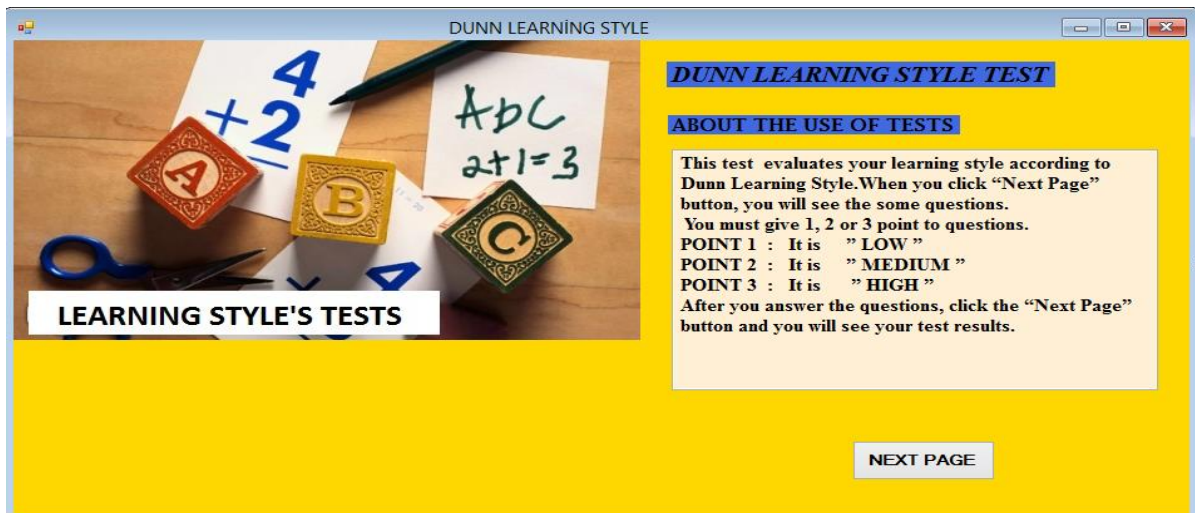 DUNN LEARNİNG STYLE
4
+2
AbC
2+1=3
A
B
C
4
LEARNING STYLE'S TESTS
DUNN LEARNING STYLE TEST
ABOUT THE USE OF TESTS
This test evaluates your learning style according to
Dunn Learning Style.When you click “Next Page”
button, you will see the some questions.
You must give 1, 2 or 3 point to questions.
POINT 1 : It is ” LOW ”
POINT 2 : It is ” MEDIUM ”
POINT 3 : It is ” HIGH ”
After you answer the questions, click the “Next Page”
button and you will see your test results.
NEXT PAGE